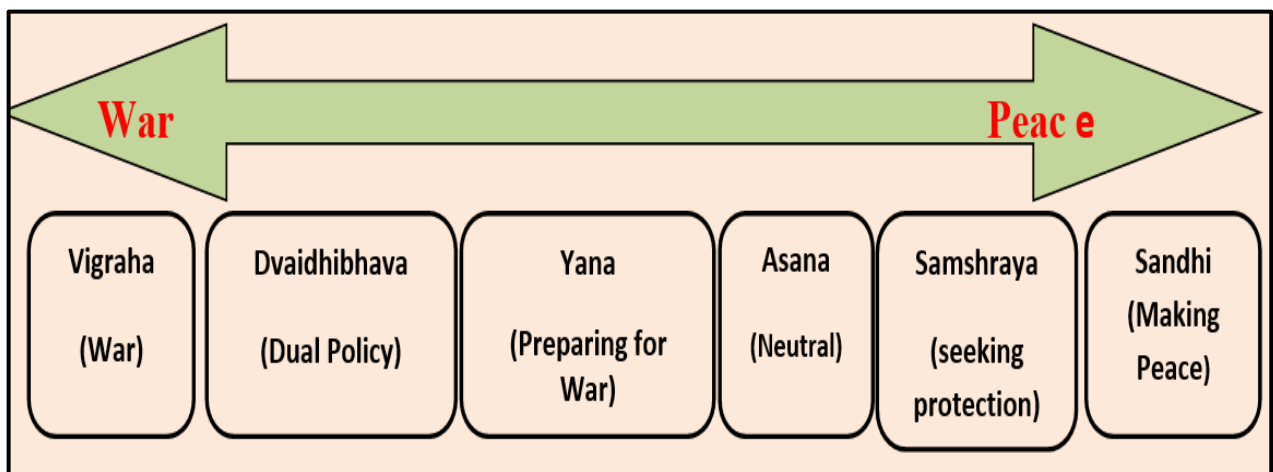 War
Peac e
Vigraha
(War)
Dvaidhibhava
(Dual Policy)
Yana
(Preparing for
War)
Asana
(Neutral)
Samshraya
(seeking
protection)
Sandhi
(Making
Peace)